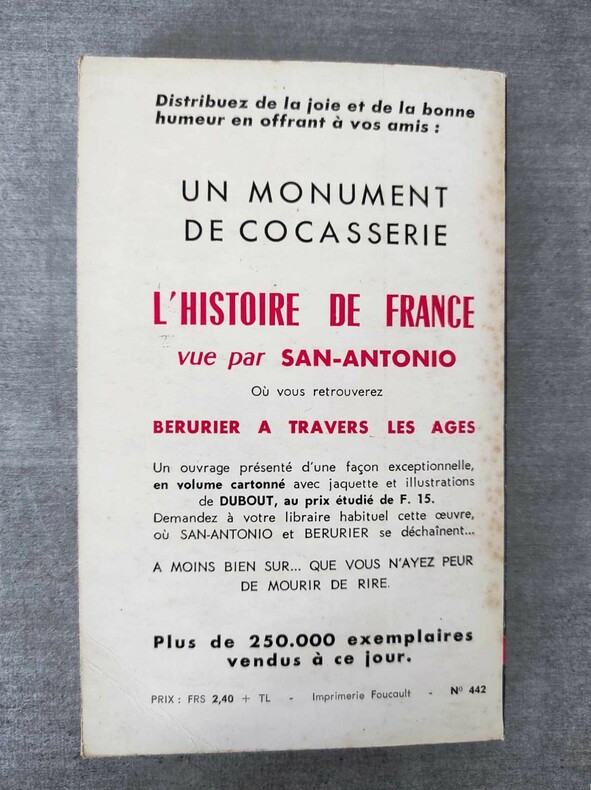 Distribuez de la joie et de la bonne
humeur en offrant à vos amis :
UN MONUMENT
DE COCASSERIE
L'HISTOIRE DE FRANCE
vue par SAN-ANTONIO
Où vous retrouverez
BERURIER A TRAVERS LES AGES
Un ouvrage présenté d'une façon exceptionnelle,
en volume cartonné avec jaquette et illustrations
de DUBOUT, au prix étudié de F. 15.
Demandez à votre libraire habituel cette œuvre,
où SAN-ANTONIO et BERURIER se déchaînent...
A MOINS BIEN SUR... QUE VOUS N'AYEZ PEUR
DE MOURIR DE RIRE.
Plus de 250.000 exemplaires
vendus à ce jour.
PRIX : FRS 2,40 + TL - Imprimerie Foucault - Nº 442